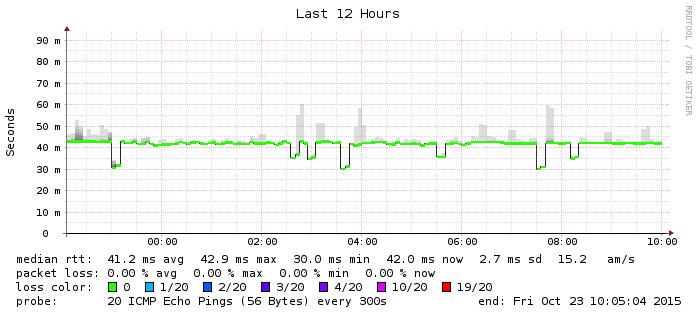 Last 12 Hours
RRDTOOL / TOBI OETIKER
Seconds
90 m
80 m
70 m
60 m
50 m
40 m
30 m
20 m
10 m
0
00:00 02:00 04:00 06:00 08:00 10:00
median rtt: 41.2 ms avg 42.9 ms max 30.0 ms min 42.0 ms now 2.7 ms sd 15.2 am/s
packet loss: 0.00 % avg 0.00 % max 0.00 % min 0.00 % now
loss color: 0 1/20 2/20 3/20 4/20 10/20 19/20
probe: 20 ICMP Echo Pings (56 Bytes) every 300s end: Fri Oct 23 10:05:04 2015